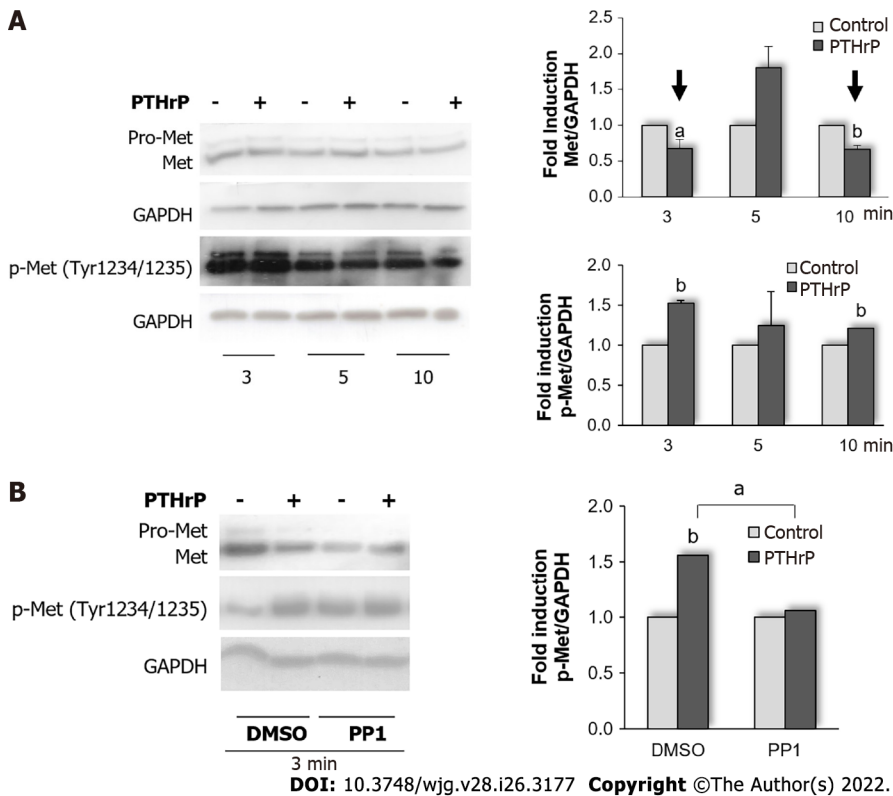 A
PTHrP - + - + - +
Pro-Met
Met
GAPDH
p-Met (Tyr1234/1235)
GAPDH
3 5 10
Fold Induction
Met/GAPDH
2.5
2.0
1.5
1.0
0.5
0.0
Control
PTHrP
a
b
3 5 10 min
Fold induction
p-Met/GAPDH
2.0
1.5
1.0
0.5
0.0
Control
PTHrP
b
b
3 5 10 min
B
PTHrP - + - +
Pro-Met
Met
p-Met (Tyr1234/1235)
GAPDH
DMSO PP1
3 min
Fold induction
p-Met/GAPDH
2.0
1.5
1.0
0.5
0.0
a
b
Control
PTHrP
DMSO PP1
DOI: 10.3748/wjg.v28.i26.3177 Copyright ©The Author(s) 2022.